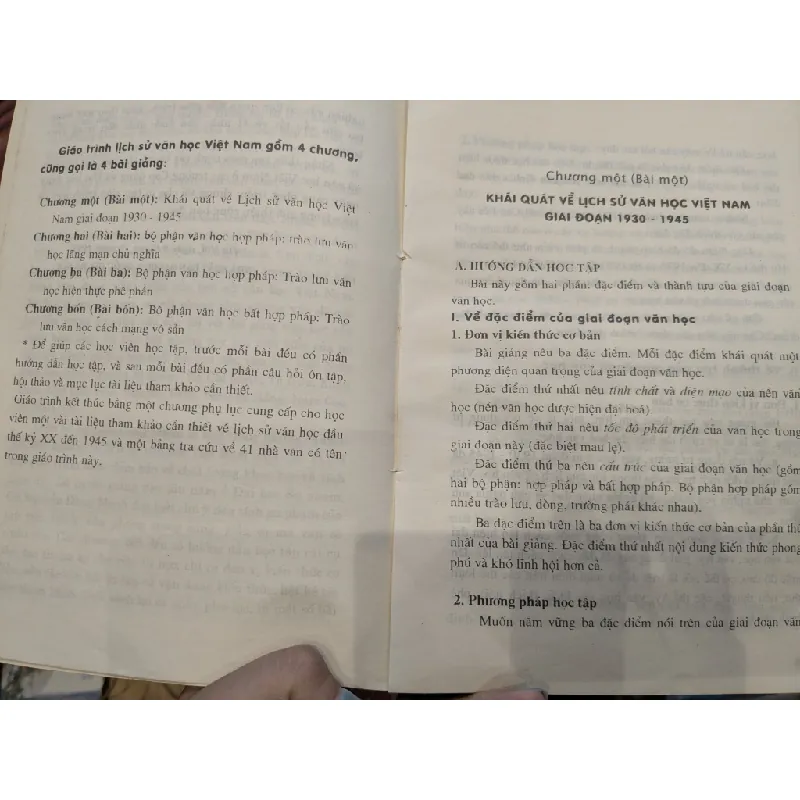 Giáo trình lịch sử văn học Việt Nam gồm 4 chương,
cũng gọi là 4 bài giảng:
Chương một (Bài một): Khái quát về Lịch sử văn học Việt
Nam giai đoạn 1930 - 1945
Chương hai (Bài hai): bộ phận văn học hợp pháp: trào lưu văn
học lãng mạn chủ nghĩa
Chương ba (Bài ba): Bộ phận văn học hợp pháp: Trào lưu văn
học hiện thực phê phán
Chương bốn (Bài bốn): Bộ phận văn học bất hợp pháp: Trào
lưu văn học cách mạng vô sản
* Để giúp các học viên học tập, trước mỗi bài đều có phần
hướng dẫn học tập, và sau mỗi bài đều có phần câu hỏi ôn tập,
hội thảo và mục lục tài liệu tham khảo cần thiết.
Giáo trình kết thúc bằng một chương phụ lục cung cấp cho học
viên một vài tài liệu tham khảo cần thiết về lịch sử văn học đầu
thế kỷ XX đến 1945 và một bảng tra cứu về 41 nhà văn có tên
trong giáo trình này.
Chương một (Bài một)
KHÁI QUÁT VỀ LỊCH SỬ VĂN HỌC VIỆT NAM
GIAI ĐOẠN 1930 - 1945
A. HƯỚNG DẪN HỌC TẬP
Bài này gồm hai phần: đặc điểm và thành tựu của giai đoạn
văn học.
I. Về đặc điểm của giai đoạn văn học
1. Đơn vị kiến thức cơ bản
Bài giảng nêu ba đặc điểm. Mỗi đặc điểm khái quát một
phương diện quan trọng của giai đoạn văn học.
Đặc điểm thứ nhất nêu tính chất và diện mạo của nền văn
học (nền văn học được hiện đại hoá)
Đặc điểm thứ hai nêu tốc độ phát triển của văn học trong
giai đoạn này (đặc biệt mau lẹ).
Đặc điểm thứ ba nêu cấu trúc của giai đoạn văn học (gồm
hai bộ phận: hợp pháp và bất hợp pháp. Bộ phận hợp pháp gồm
nhiều trào lưu, dòng, trường phái khác nhau).
Ba đặc điểm trên là ba đơn vị kiến thức cơ bản của phần thứ
nhất của bài giảng. Đặc điểm thứ nhất nội dung kiến thức phong
phú và khó lĩnh hội hơn cả.
2. Phương pháp học tập
Muốn nắm vững ba đặc điểm nói trên của giai đoạn văn